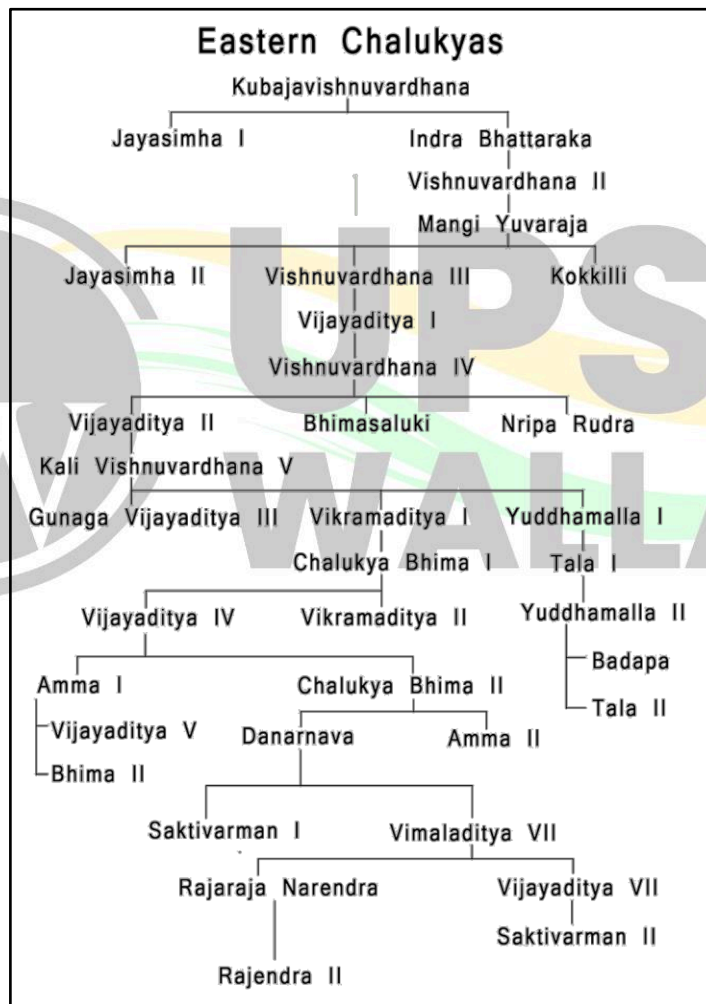 Eastern Chalukyas
Kubajavishnuvardhana
Jayasimha I Indra Bhattaraka
Vishnuvardhana II
Mangi Yuvaraja
Jayasimha II Vishnuvardhana III Kokkilli
Vijayaditya I
Vishnuvardhana IV
Vijayaditya II Bhimasaluki Nripa Rudra
Kali Vishnuvardhana V
Gunaga Vijayaditya III Vikramaditya I Yuddhamalla I
Chalukya Bhima I Tala I
Vijayaditya IV Vikramaditya II Yuddhamalla II
Badapa
Amma I Chalukya Bhima II
Tala II
Vijayaditya V Danarnava Amma II
Bhima II
Saktivarman I Vimaladitya VII
Rajaraja Narendra Vijayaditya VII
Saktivarman II
Rajendra II
UPS
WALLA